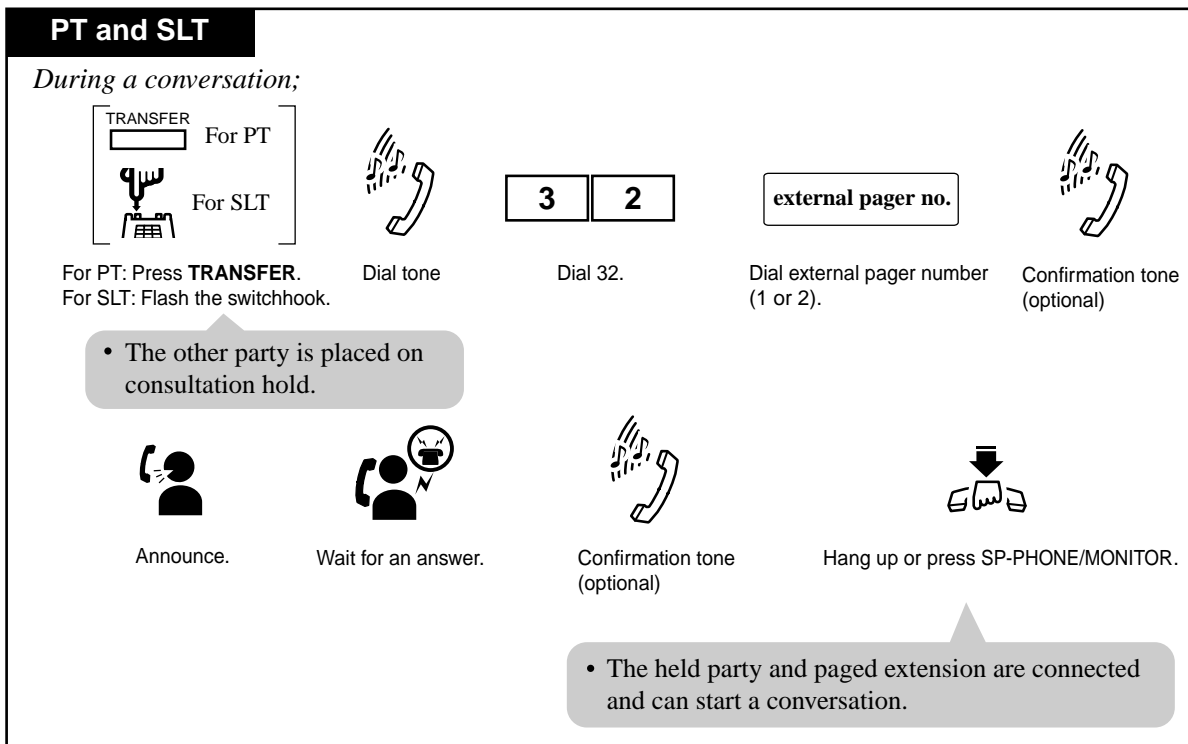 PT and SLT
During a conversation;
TRANSFER
For PT
For SLT
3 2
external pager no.
For PT: Press TRANSFER.
For SLT: Flash the switchhook.
Dial tone
Dial 32.
Dial external pager number
(1 or 2).
Confirmation tone
(optional)
• The other party is placed on
consultation hold.
Announce.
Wait for an answer.
Confirmation tone
(optional)
Hang up or press SP-PHONE/MONITOR.
• The held party and paged extension are connected
and can start a conversation.